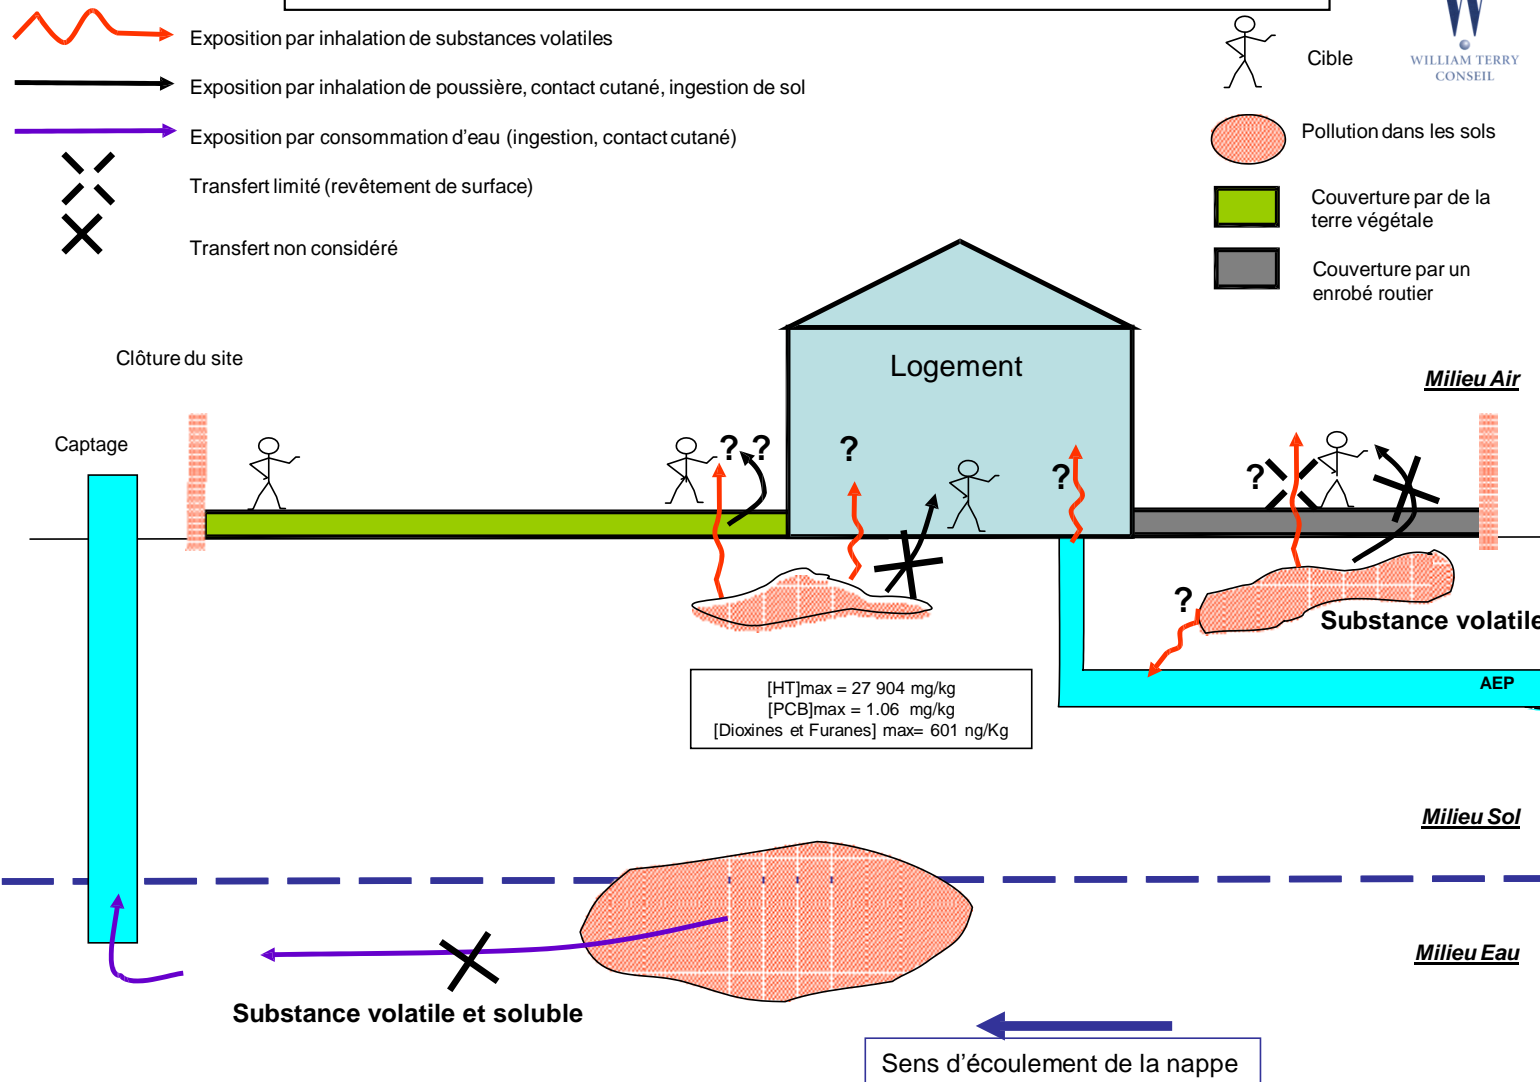 Exposition par inhalation de substances volatiles
Exposition par inhalation de poussière, contact cutané, ingestion de sol
Exposition par consommation d'eau (ingestion, contact cutané)
Transfert limité (revêtement de surface)
Transfert non considéré
Cible
W
WILLIAM TERRY
CONSEIL
Pollution dans les sols
Couverture par de la
terre végétale
Couverture par un
enrobé routier
Clôture du site
Logement
Milieu Air
Captage
? ?
?
?
?
?
Substance volatile
AEP
[HT]max = 27 904 mg/kg
[PCB]max = 1.06 mg/kg
[Dioxines et Furanes] max= 601 ng/Kg
Milieu Sol
Milieu Eau
Substance volatile et soluble
Sens d'écoulement de la nappe